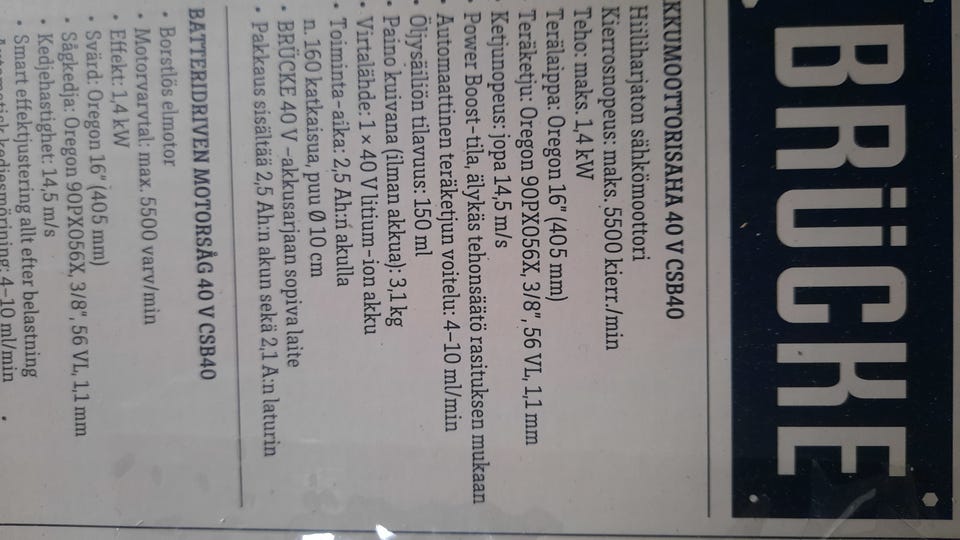 BRÜCKE
KKUMOOTTORISAHA 40 V CSB40
Hiiliharjaton sähkömoottori
Kierrosnopeus: maks. 5500 kierr./min
Teho: maks. 1,4 kW
Terälaippa: Oregon 16" (405 mm)
Teräketju: Oregon 90PX056X, 3/8", 56 VL, 1,1 mm
Ketjunopeus: jopa 14,5 m/s
Power Boost-tila, älykäs tehonsäätö rasituksen mukaan
• Automaattinen teräketjun voitelu: 4–10 ml/min
• Öljysäiliön tilavuus: 150 ml
• Paino kuivana (ilman akkua): 3,1 kg
• Virtalähde: 1 × 40 V litium-ion akku
• Toiminta-aika: 2,5 Ah:n akulla
n. 160 katkaisua, puu Ø 10 cm
• BRÜCKE 40 V -akkusarjaan sopiva laite
• Pakkaus sisältää 2,5 Ah:n akun sekä 2,1 A:n laturin
BATTERIDRIVEN MOTORSÅG 40 V CSB40
• Borstlös elmotor
• Motorvarvtal: max. 5500 varv/min
• Effekt: 1,4 kW
• Svärd: Oregon 16" (405 mm)
• Sågkedja: Oregon 90PX056X, 3/8", 56 VL, 1,1 mm
• Kedjehastighet: 14,5 m/s
• Smart effektjustering allt efter belastning
• Automatisk kedjesmörjning: 4–10 ml/min